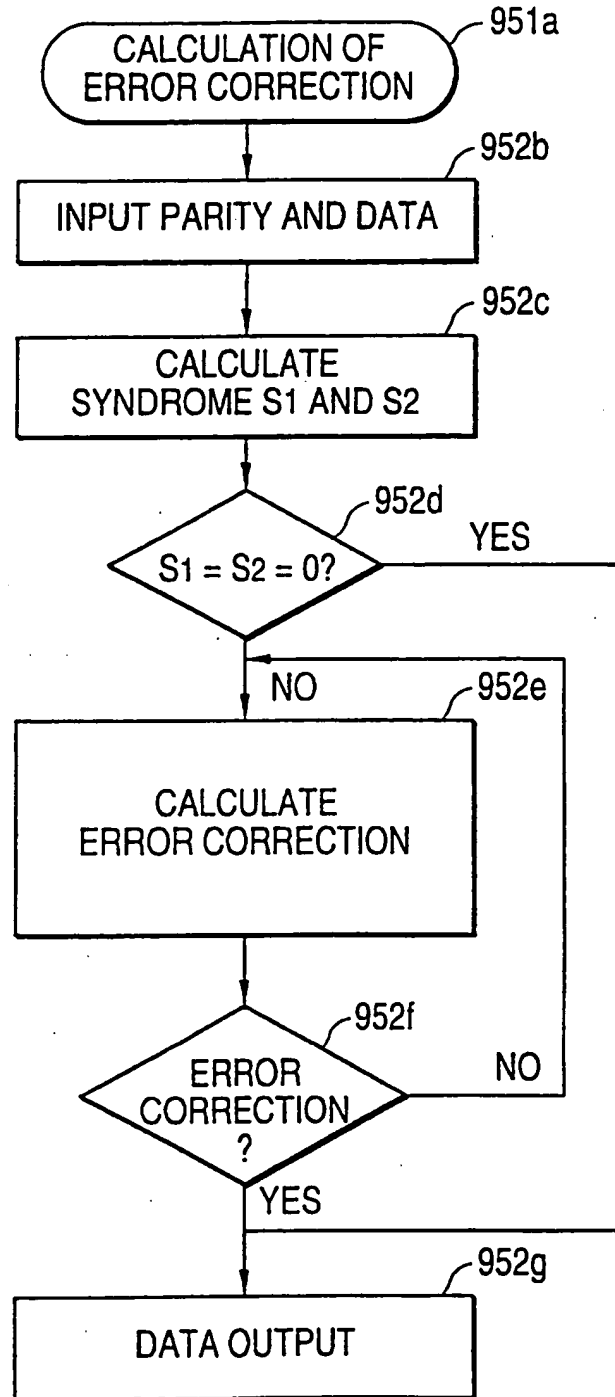 CALCULATION OF
ERROR CORRECTION
951a
952b
INPUT PARITY AND DATA
952c
CALCULATE
SYNDROME S1 AND S2
952d
S1 = S2 = 0?
YES
NO
952e
CALCULATE
ERROR CORRECTION
952f
ERROR
CORRECTION
?
NO
YES
952g
DATA OUTPUT